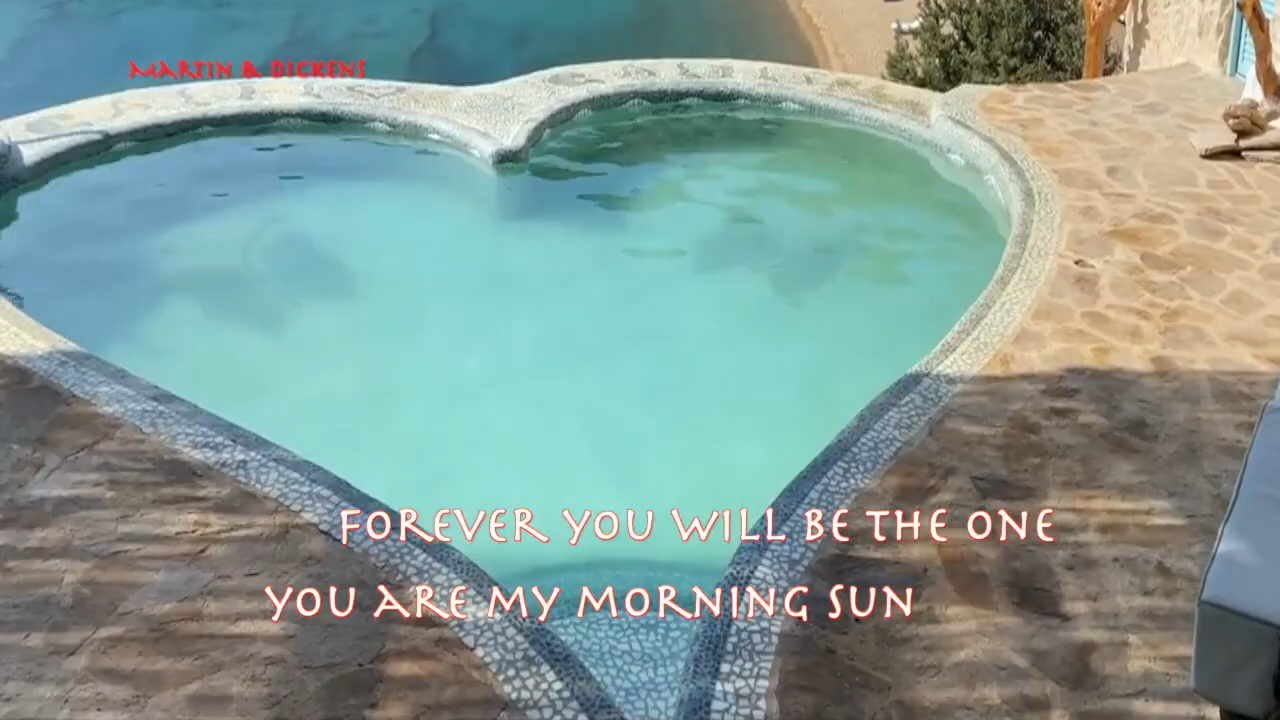 MARTIN & DICKENS
FOREVER YOU WILL BE THE ONE
YOU ARE MY MORNING SUN